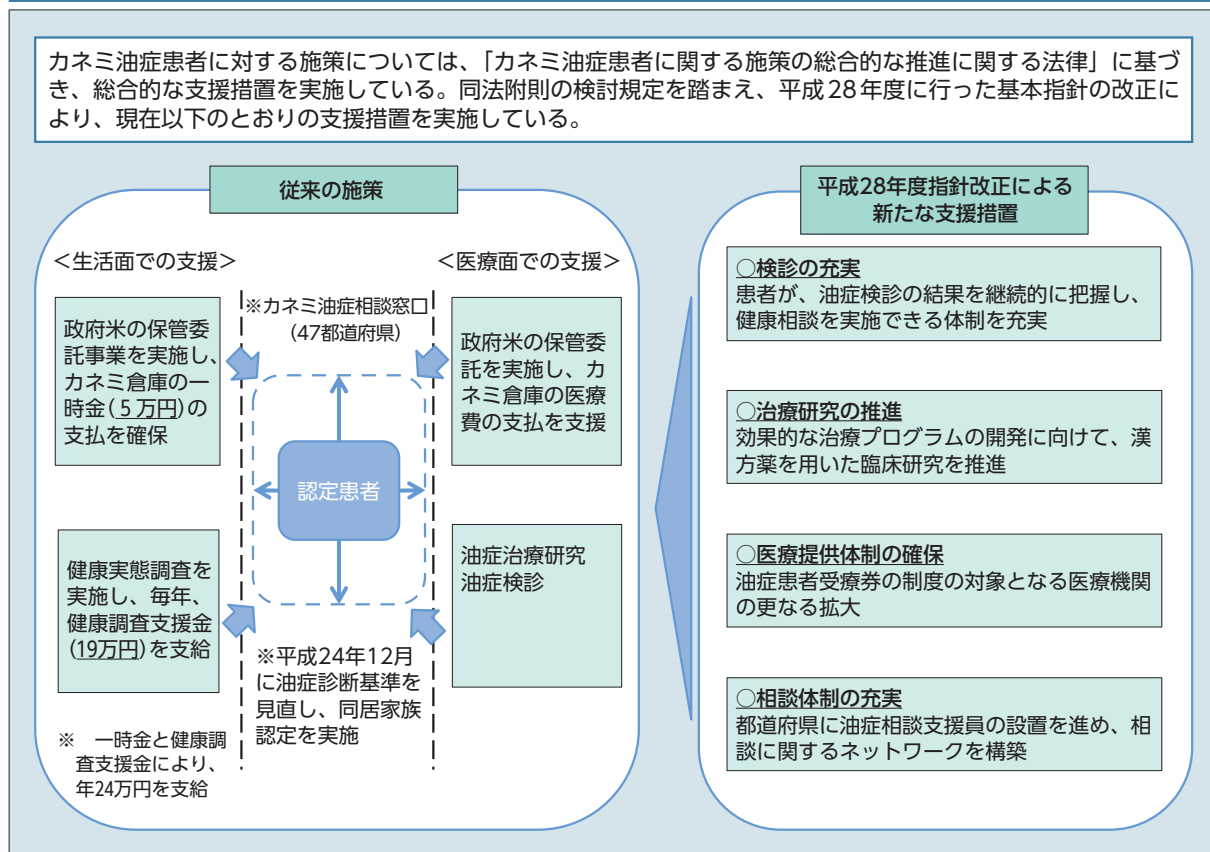 カネミ油症患者に対する施策については、「カネミ油症患者に関する施策の総合的な推進に関する法律」に基づ
き、総合的な支援措置を実施している。同法附則の検討規定を踏まえ、平成28年度に行った基本指針の改正に
より、現在以下のとおりの支援措置を実施している。
従来の施策
＜生活面での支援＞
政府米の保管委
託事業を実施し、
カネミ倉庫の一
時金(５万円)の
支払を確保
健康実態調査を
実施し、毎年、
健康調査支援金
(19万円)を支給
※　一時金と健康調
査支援金により、
年24万円を支給
※カネミ油症相談窓口
(47都道府県)
認定患者
※平成24年12月
に油症診断基準を
見直し、同居家族
認定を実施
＜医療面での支援＞
政府米の保管委
託を実施し、カ
ネミ倉庫の医療
費の支払を支援
油症治療研究
油症検診
平成28年度指針改正による
新たな支援措置
○検診の充実
患者が、油症検診の結果を継続的に把握し、
健康相談を実施できる体制を充実
○治療研究の推進
効果的な治療プログラムの開発に向けて、漢
方薬を用いた臨床研究を推進
○医療提供体制の確保
油症患者受療券の制度の対象となる医療機関
の更なる拡大
○相談体制の充実
都道府県に油症相談支援員の設置を進め、相
談に関するネットワークを構築